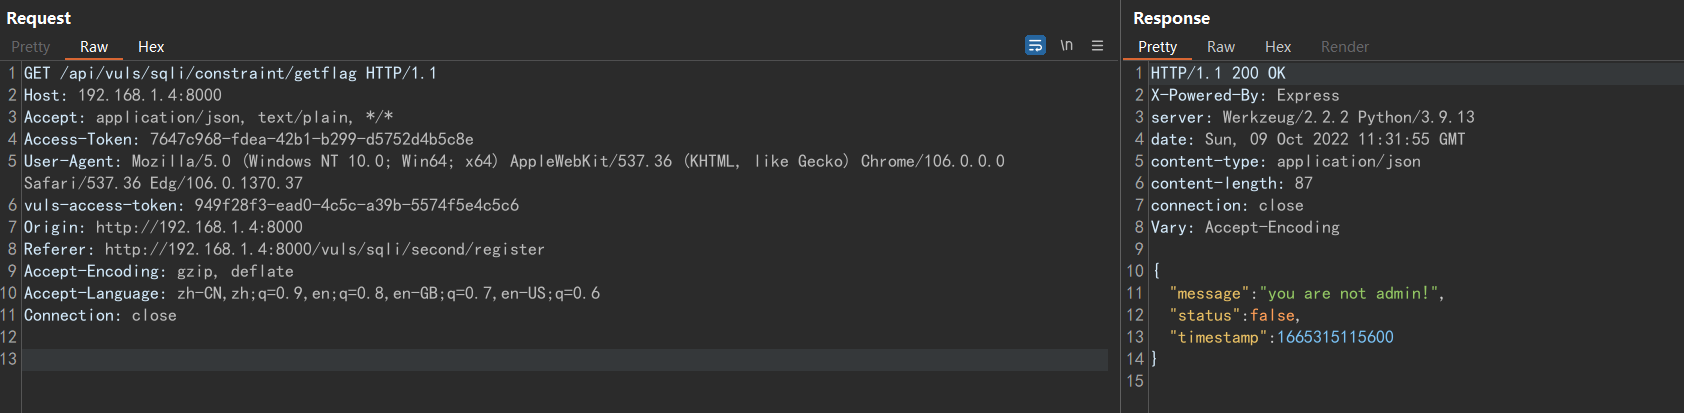 Request
Pretty Raw Hex
\n
1 GET /api/vuls/sqli/constraint/getflag HTTP/1.1
2 Host: 192.168.1.4:8000
3 Accept: application/json, text/plain, */*
4 Access-Token: 7647c968-fdea-42b1-b299-d5752d4b5c8e
5 User-Agent: Mozilla/5.0 (Windows NT 10.0; Win64; x64) AppleWebKit/537.36 (KHTML, like Gecko) Chrome/106.0.0.0
Safari/537.36 Edg/106.0.1370.37
6 vuls-access-token: 949f28f3-ead0-4c5c-a39b-5574f5e4c5c6
7 Origin: http://192.168.1.4:8000
8 Referer: http://192.168.1.4:8000/vuls/sqli/second/register
9 Accept-Encoding: gzip, deflate
10 Accept-Language: zh-CN,zh;q=0.9,en;q=0.8,en-GB;q=0.7,en-US;q=0.6
11 Connection: close
12
13
Response
Pretty Raw Hex Render
1 HTTP/1.1 200 OK
2 X-Powered-By: Express
3 server: Werkzeug/2.2.2 Python/3.9.13
4 date: Sun, 09 Oct 2022 11:31:55 GMT
5 content-type: application/json
6 content-length: 87
7 connection: close
8 Vary: Accept-Encoding
9
10 {
11 "message":"you are not admin!",
12 "status":false,
13 "timestamp":1665315115600
14 }
15